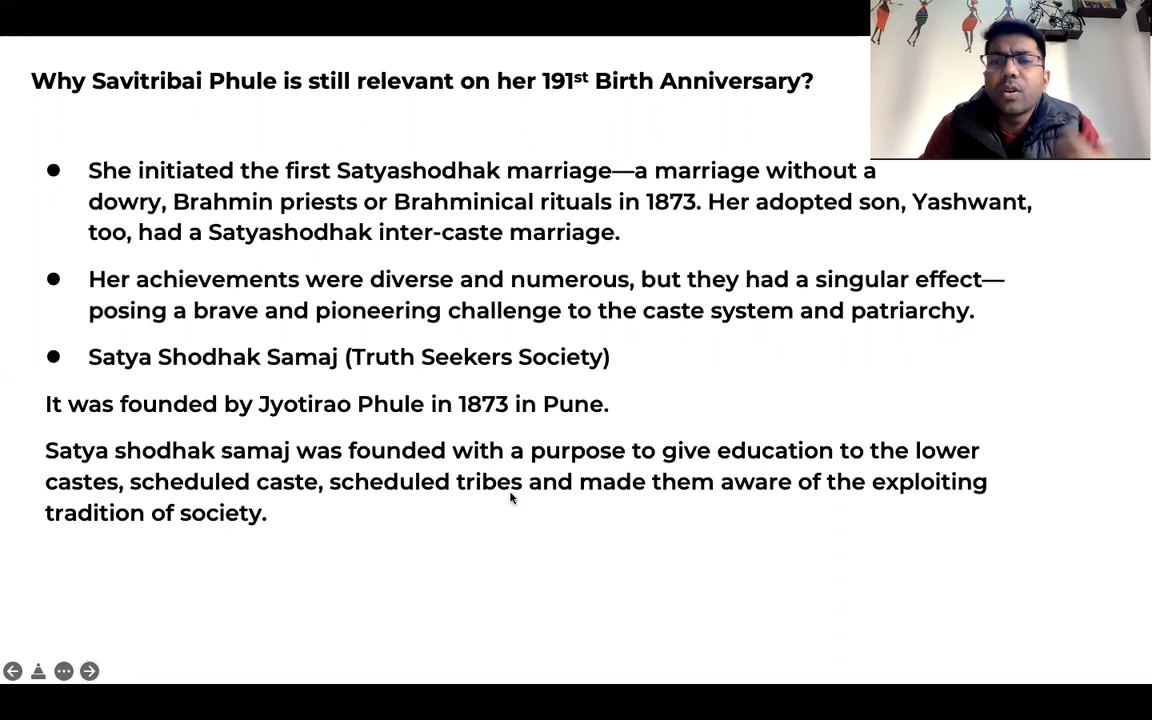 Why Savitribai Phule is still relevant on her 191st Birth Anniversary?
● She initiated the first Satyashodhak marriage—a marriage without a
dowry, Brahmin priests or Brahminical rituals in 1873. Her adopted son, Yashwant,
too, had a Satyashodhak inter-caste marriage.
● Her achievements were diverse and numerous, but they had a singular effect—
posing a brave and pioneering challenge to the caste system and patriarchy.
● Satya Shodhak Samaj (Truth Seekers Society)
It was founded by Jyotirao Phule in 1873 in Pune.
Satya shodhak samaj was founded with a purpose to give education to the lower
castes, scheduled caste, scheduled tribes and made them aware of the exploiting
tradition of society.